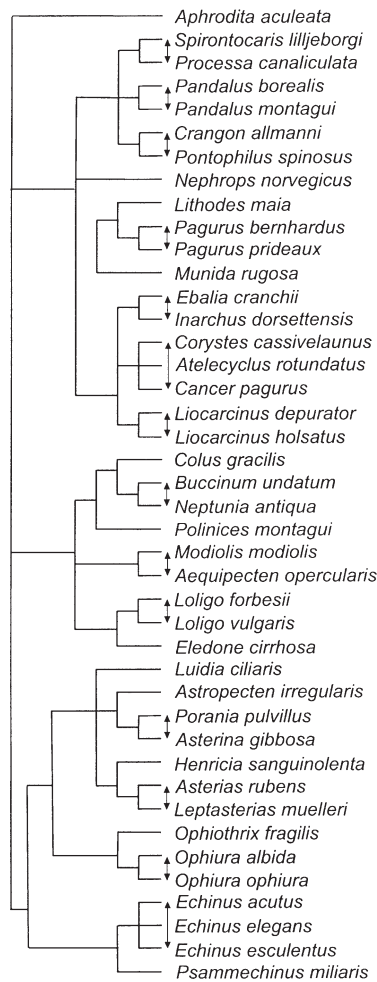 Aphrodita aculeata
Spirontocaris lilljeborgi
Processa canaliculata
Pandalus borealis
Pandalus montagui
Crangon allmanni
Pontophilus spinosus
Nephrops norvegicus
Lithodes maia
Pagurus bernhardus
Pagurus prideaux
Munida rugosa
Ebalia cranchii
Inarchus dorsettensis
Corystes cassivelaunus
Atelecyclus rotundatus
Cancer pagurus
Liocarcinus depurator
Liocarcinus holsatus
Colus gracilis
Buccinum undatum
Neptunia antiqua
Polinices montagui
Modiolis modiolis
Aequipecten opercularis
Loligo forbesii
Loligo vulgaris
Eledone cirrhosa
Luidia ciliaris
Astropecten irregularis
Porania pulvillus
Asterina gibbosa
Henricia sanguinolenta
Asterias rubens
Leptasterias muelleri
Ophiothrix fragilis
Ophiura albida
Ophiura ophiura
Echinus acutus
Echinus elegans
Echinus esculentus
Psammechinus miliaris